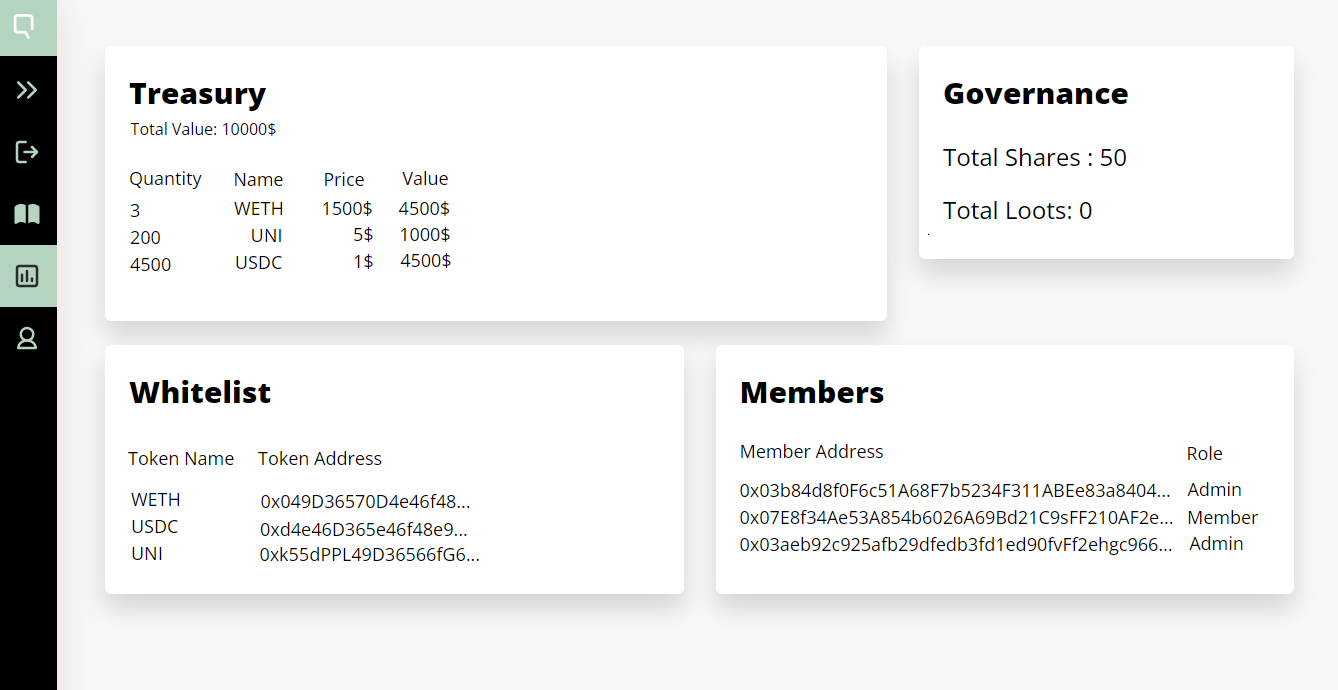 Treasury
Total Value: 10000$
Quantity Name Price Value
3 WETH 1500$ 4500$
200 UNI 5$ 1000$
4500 USDC 1$ 4500$
Governance
Total Shares : 50
Total Loots: 0
Whitelist
Token Name Token Address
WETH 0x049D36570D4e46f48...
USDC 0xd4e46D365e46f48e9...
UNI 0xk55dPPL49D36566fG6...
Members
Member Address Role
0x03b84d8f0F6c51A68F7b5234F311ABEe83a8404... Admin
0x07E8f34Ae53A854b6026A69Bd21C9sFF210AF2e... Member
0x03aeb92c925afb29dfedb3fd1ed90fvFf2ehgc966... Admin